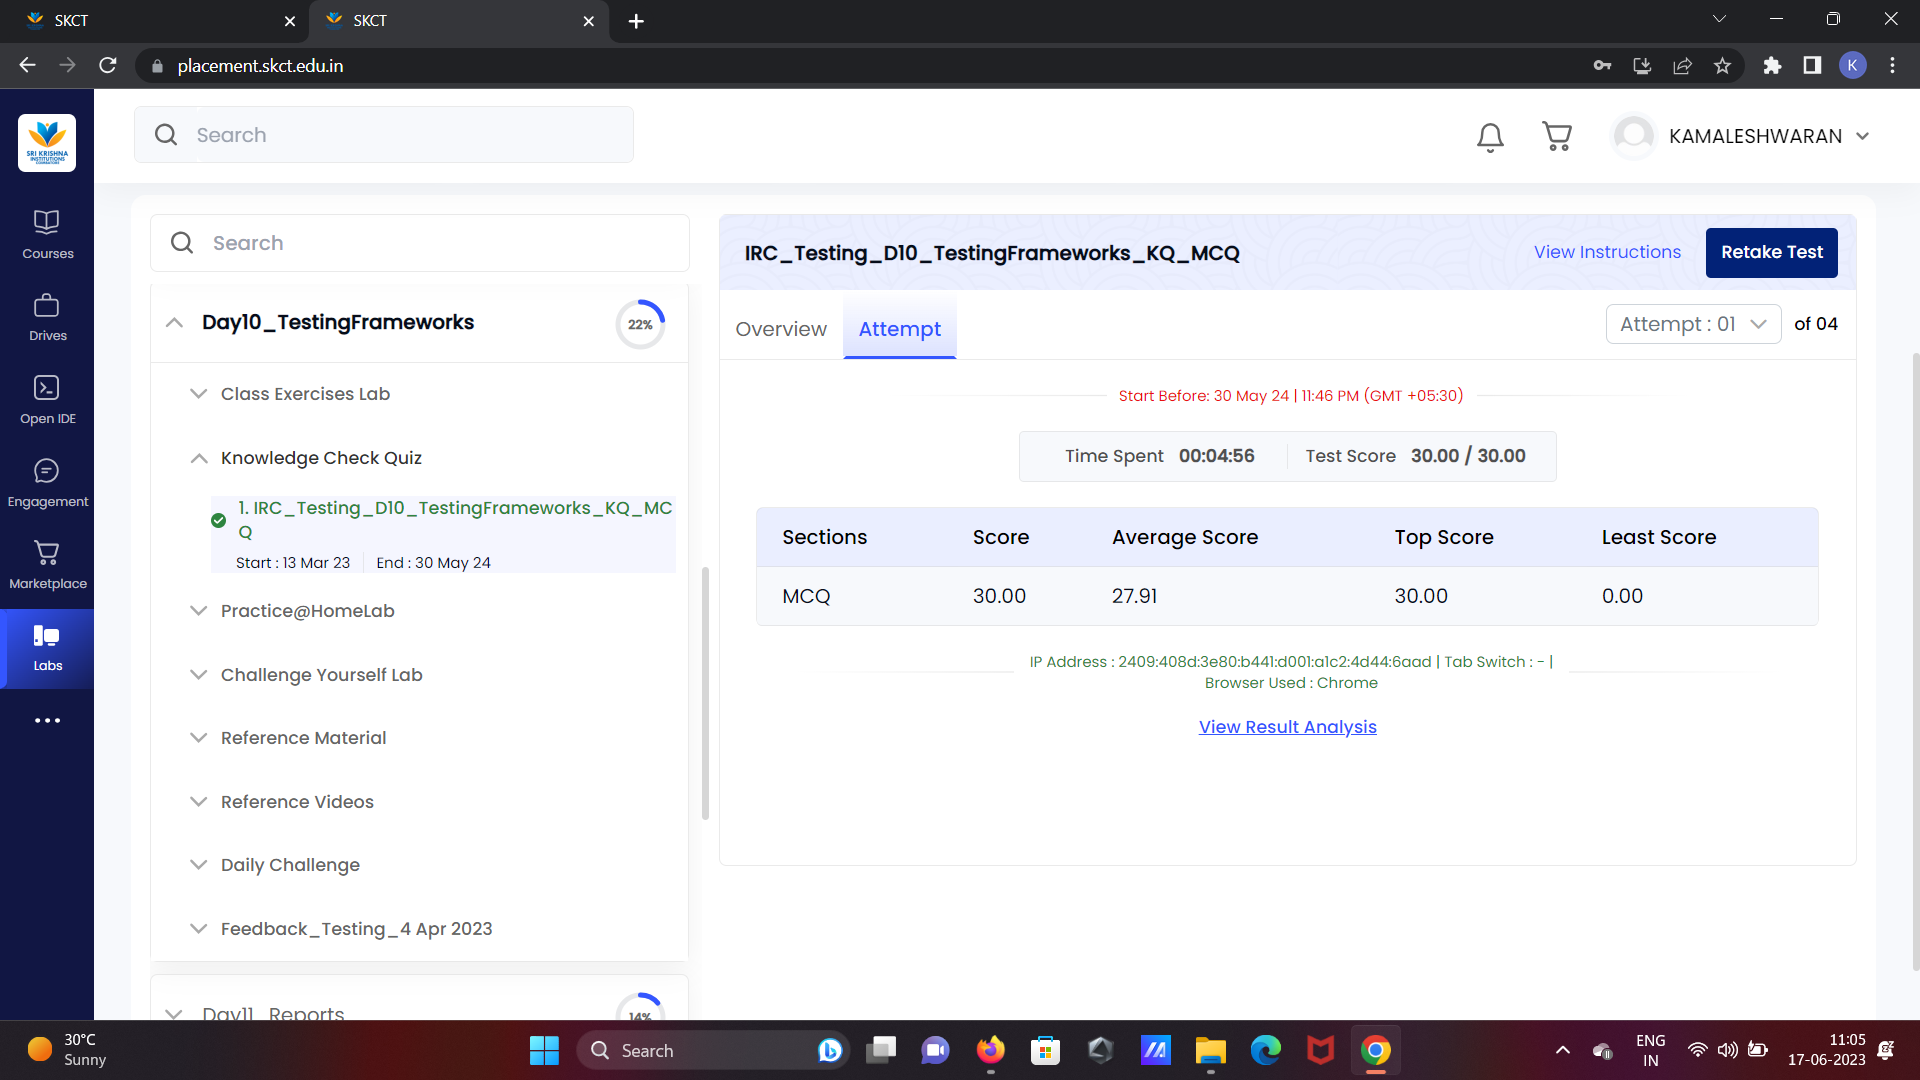 SKCT
SKCT
placement.skct.edu.in
K
SRI KRISHNA
INSTITUTIONS
Search
KAMALESHWARAN
Courses
Drives
Open IDE
Engagement
Marketplace
Labs
Search
Day10_TestingFrameworks
22%
Class Exercises Lab
Knowledge Check Quiz
1. IRC_Testing_D10_TestingFrameworks_KQ_MC
Q
Start : 13 Mar 23
End : 30 May 24
Practice@HomeLab
Challenge Yourself Lab
Reference Material
Reference Videos
Daily Challenge
Feedback_Testing_4 Apr 2023
Day11_Reports
14%
IRC_Testing_D10_TestingFrameworks_KQ_MCQ
View Instructions
Retake Test
Overview
Attempt
Attempt : 01
of 04
Start Before: 30 May 24 | 11:46 PM (GMT +05:30)
Time Spent 00:04:56
Test Score 30.00 / 30.00
Sections Score Average Score Top Score Least Score
MCQ 30.00 27.91 30.00 0.00
IP Address : 2409:408d:3e80:b441:d001:a1c2:4d44:6aad | Tab Switch : - |
Browser Used : Chrome
View Result Analysis
30°C
Sunny
Search
ENG
IN
11:05
17-06-2023